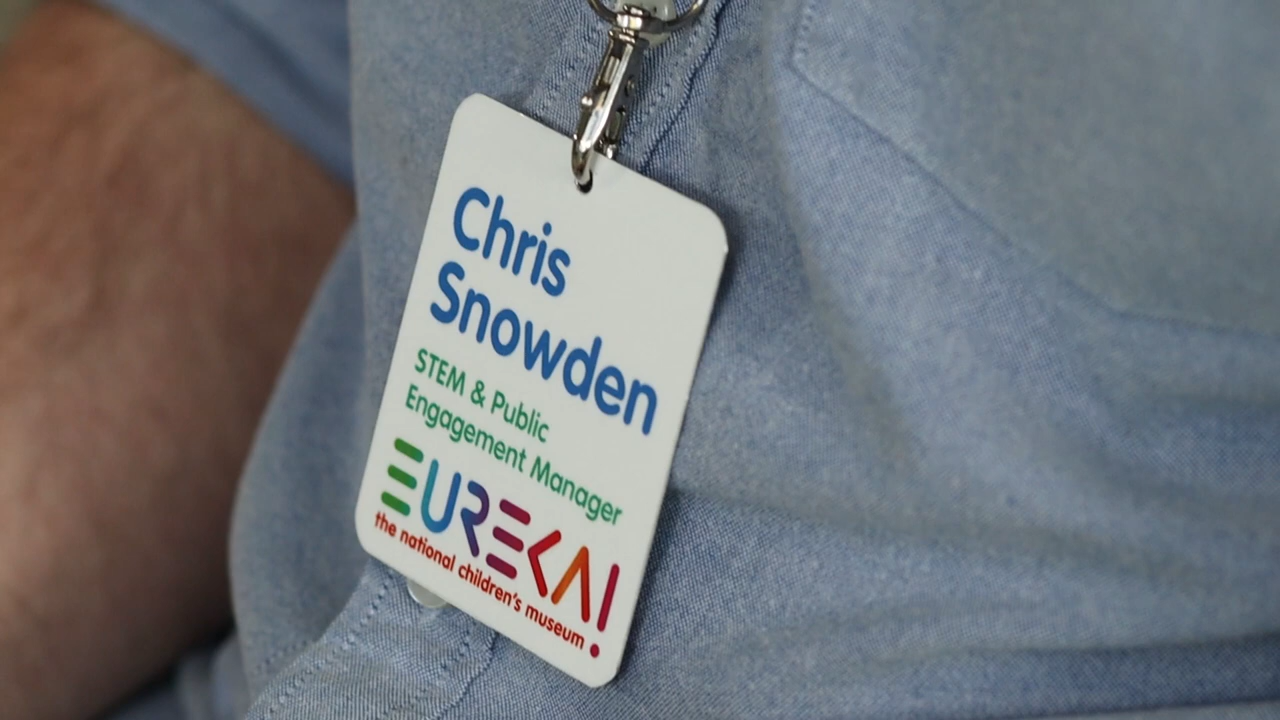 Chris
Snowden
STEM & Public
Engagement Manager
EUREKA!
the national children's museum